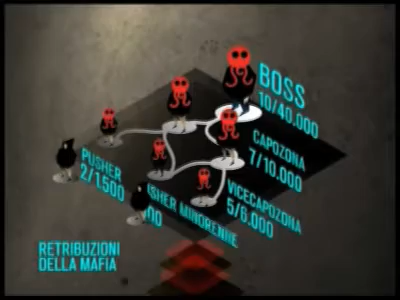 BOSS
10/40.000
CAPOZONA
7/10.000
VICECAPOZONA
5/6.000
PUSHER
2/1.500
MINORENNE
RETRIBUZIONI
DELLA MAFIA